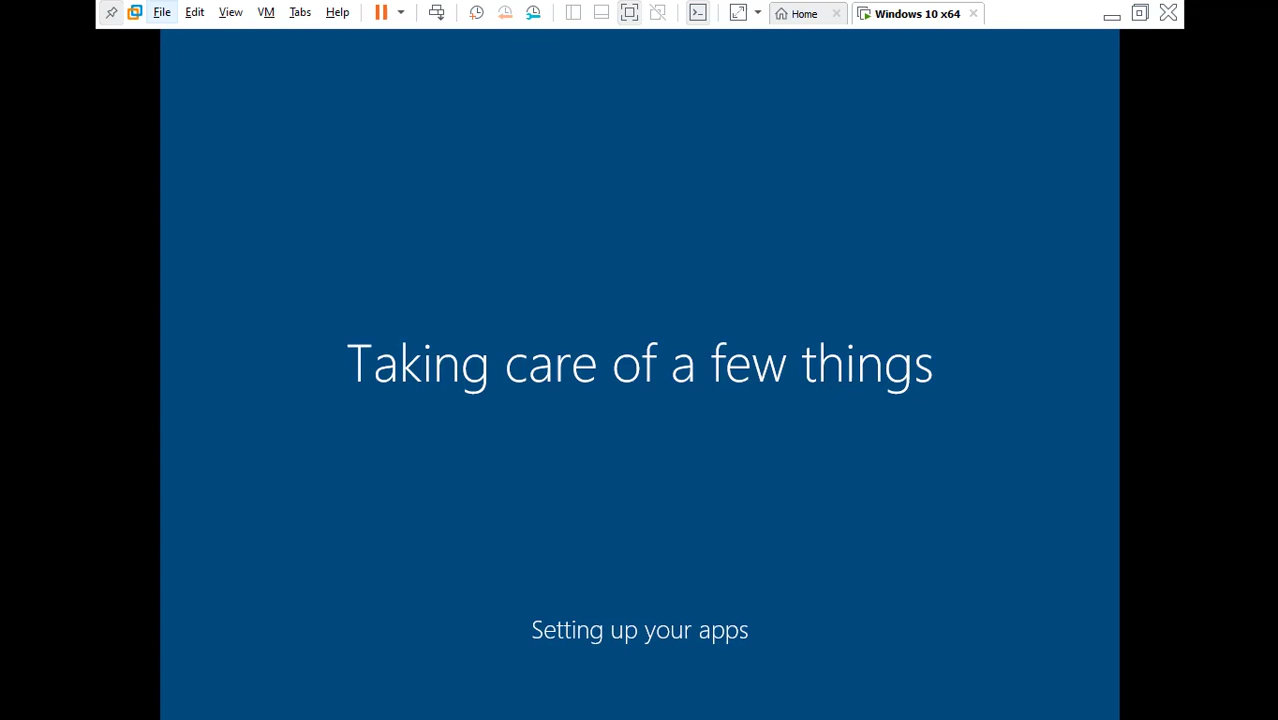 File Edit View VM Tabs Help Home Windows 10 x64
Taking care of a few things
Setting up your apps